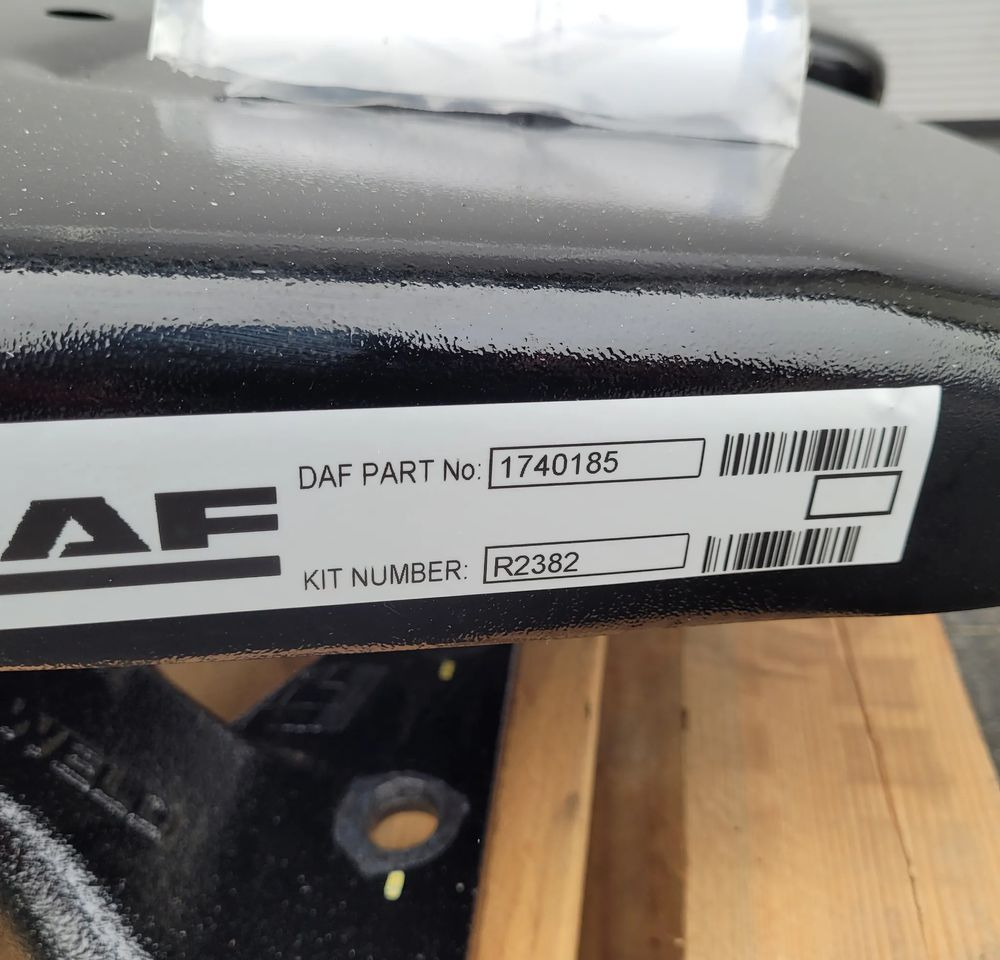 AF
DAF PART No: 1740185
KIT NUMBER: R2382